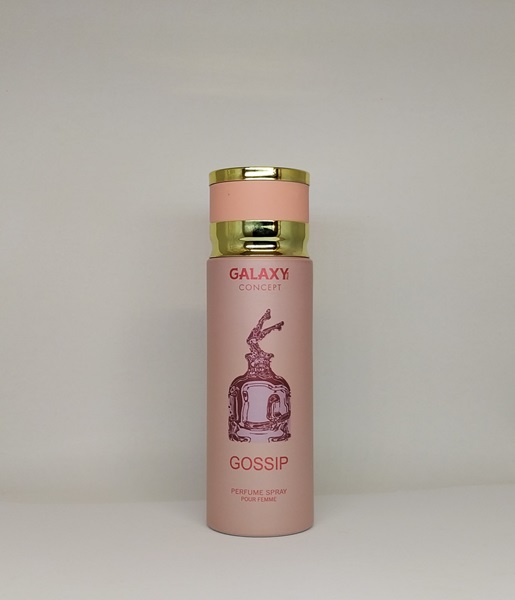 GALAXY
CONCEPT
GOSSIP
PERFUME SPRAY
POUR FEMME